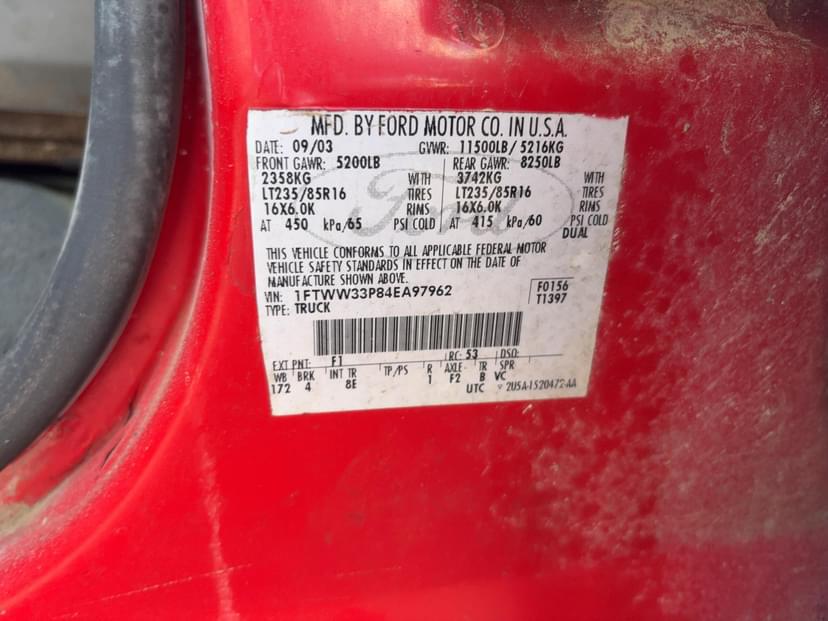 MFD. BY FORD MOTOR CO. IN U.S.A.
DATE: 09/03 GVWR: 11500LB/ 5216KG
FRONT GAWR: 5200LB REAR GAWR: 8250LB
2358KG WITH 3742KG WITH
LT235/85R16 TIRES LT235/85R16 TIRES
16X6.0K RIMS 16X6.0K RIMS
AT 450 kPa/65 PSI COLD AT 415 kPa/60 PSI COLD
DUAL
Ford
THIS VEHICLE CONFORMS TO ALL APPLICABLE FEDERAL MOTOR
VEHICLE SAFETY STANDARDS IN EFFECT ON THE DATE OF
MANUFACTURE SHOWN ABOVE.
VIN: 1FTWW33P84EA97962 F0156
TYPE: TRUCK T1397
EXT PNT: F1 RC: 53 DSO:
WB BRK INT TR TP/PS R AXLE TR SPR
172 4 8E 1 F2 B VC
UTC 2U5A-1520472-AA